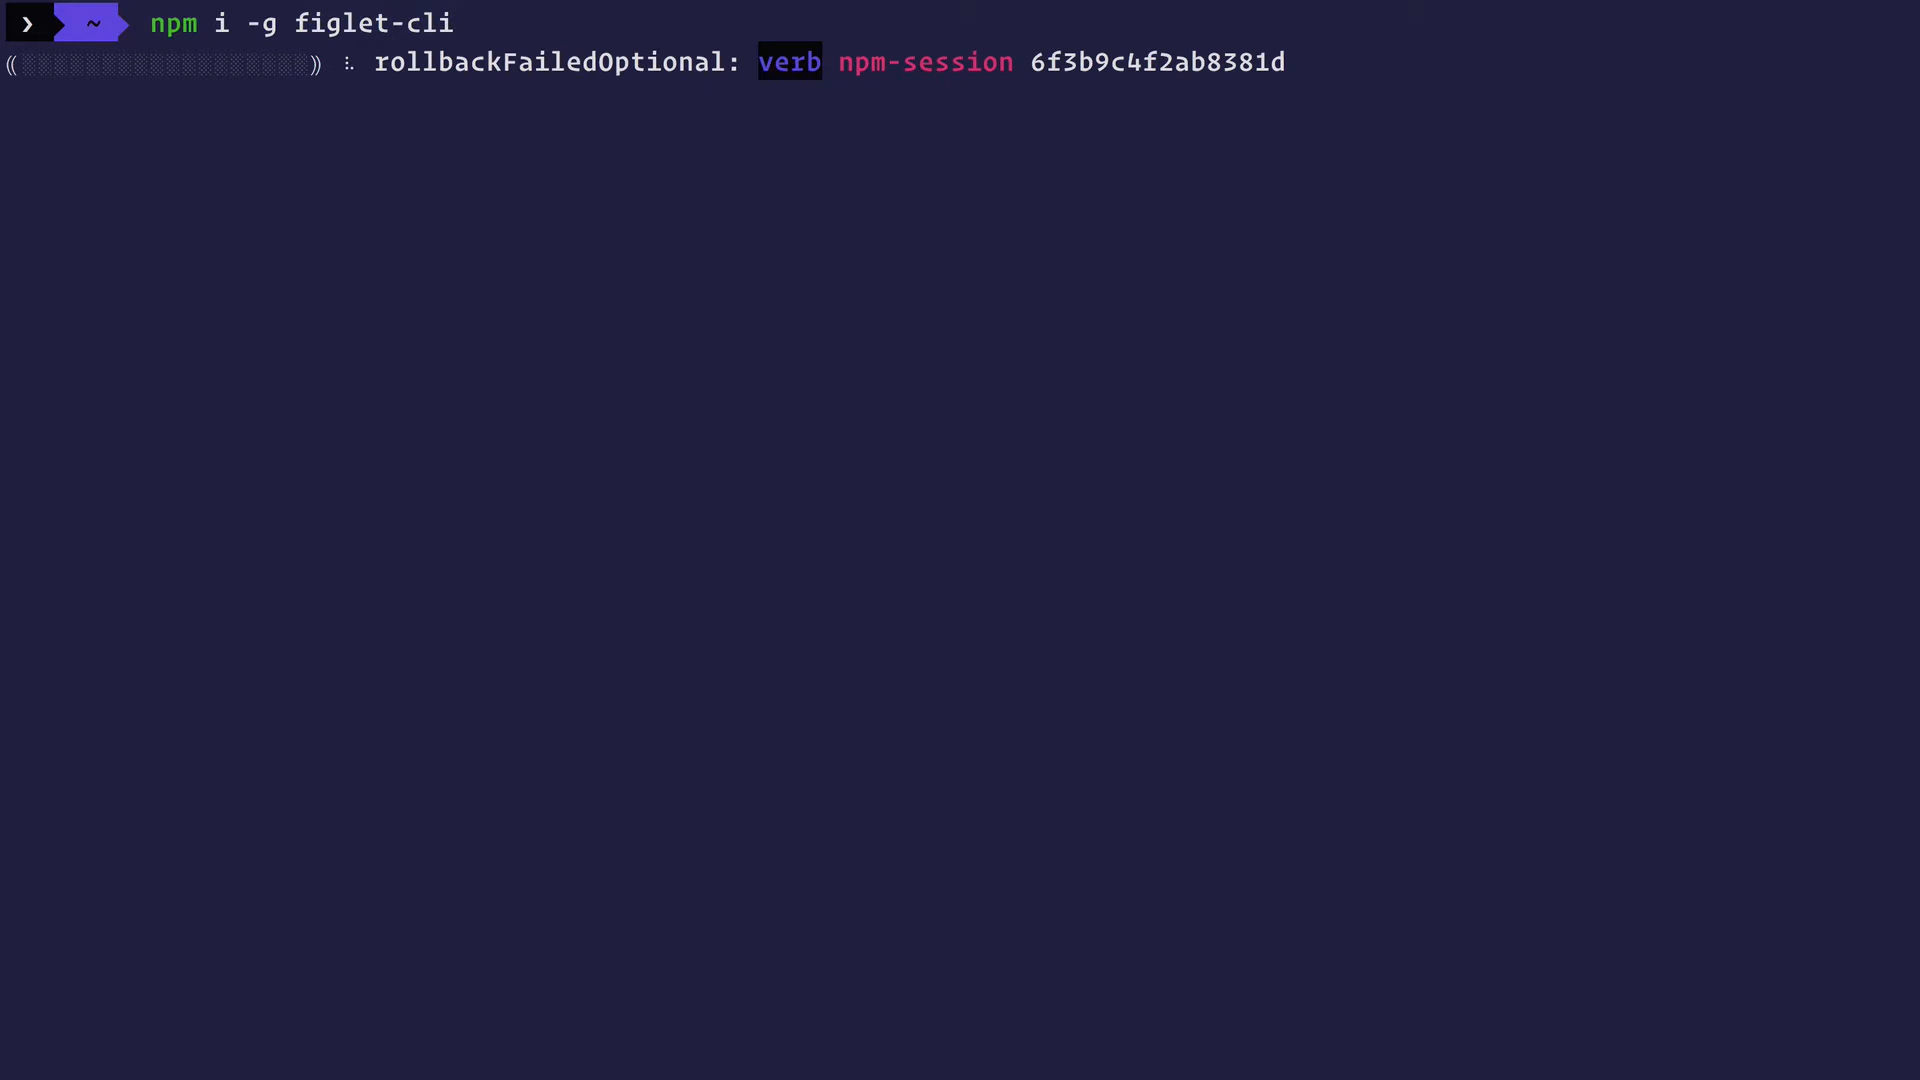 ❯ ~ npm i -g figlet-cli
((░░░░░░░░░░░░░░░░░░)) ⠧ rollbackFailedOptional: verb npm-session 6f3b9c4f2ab8381d